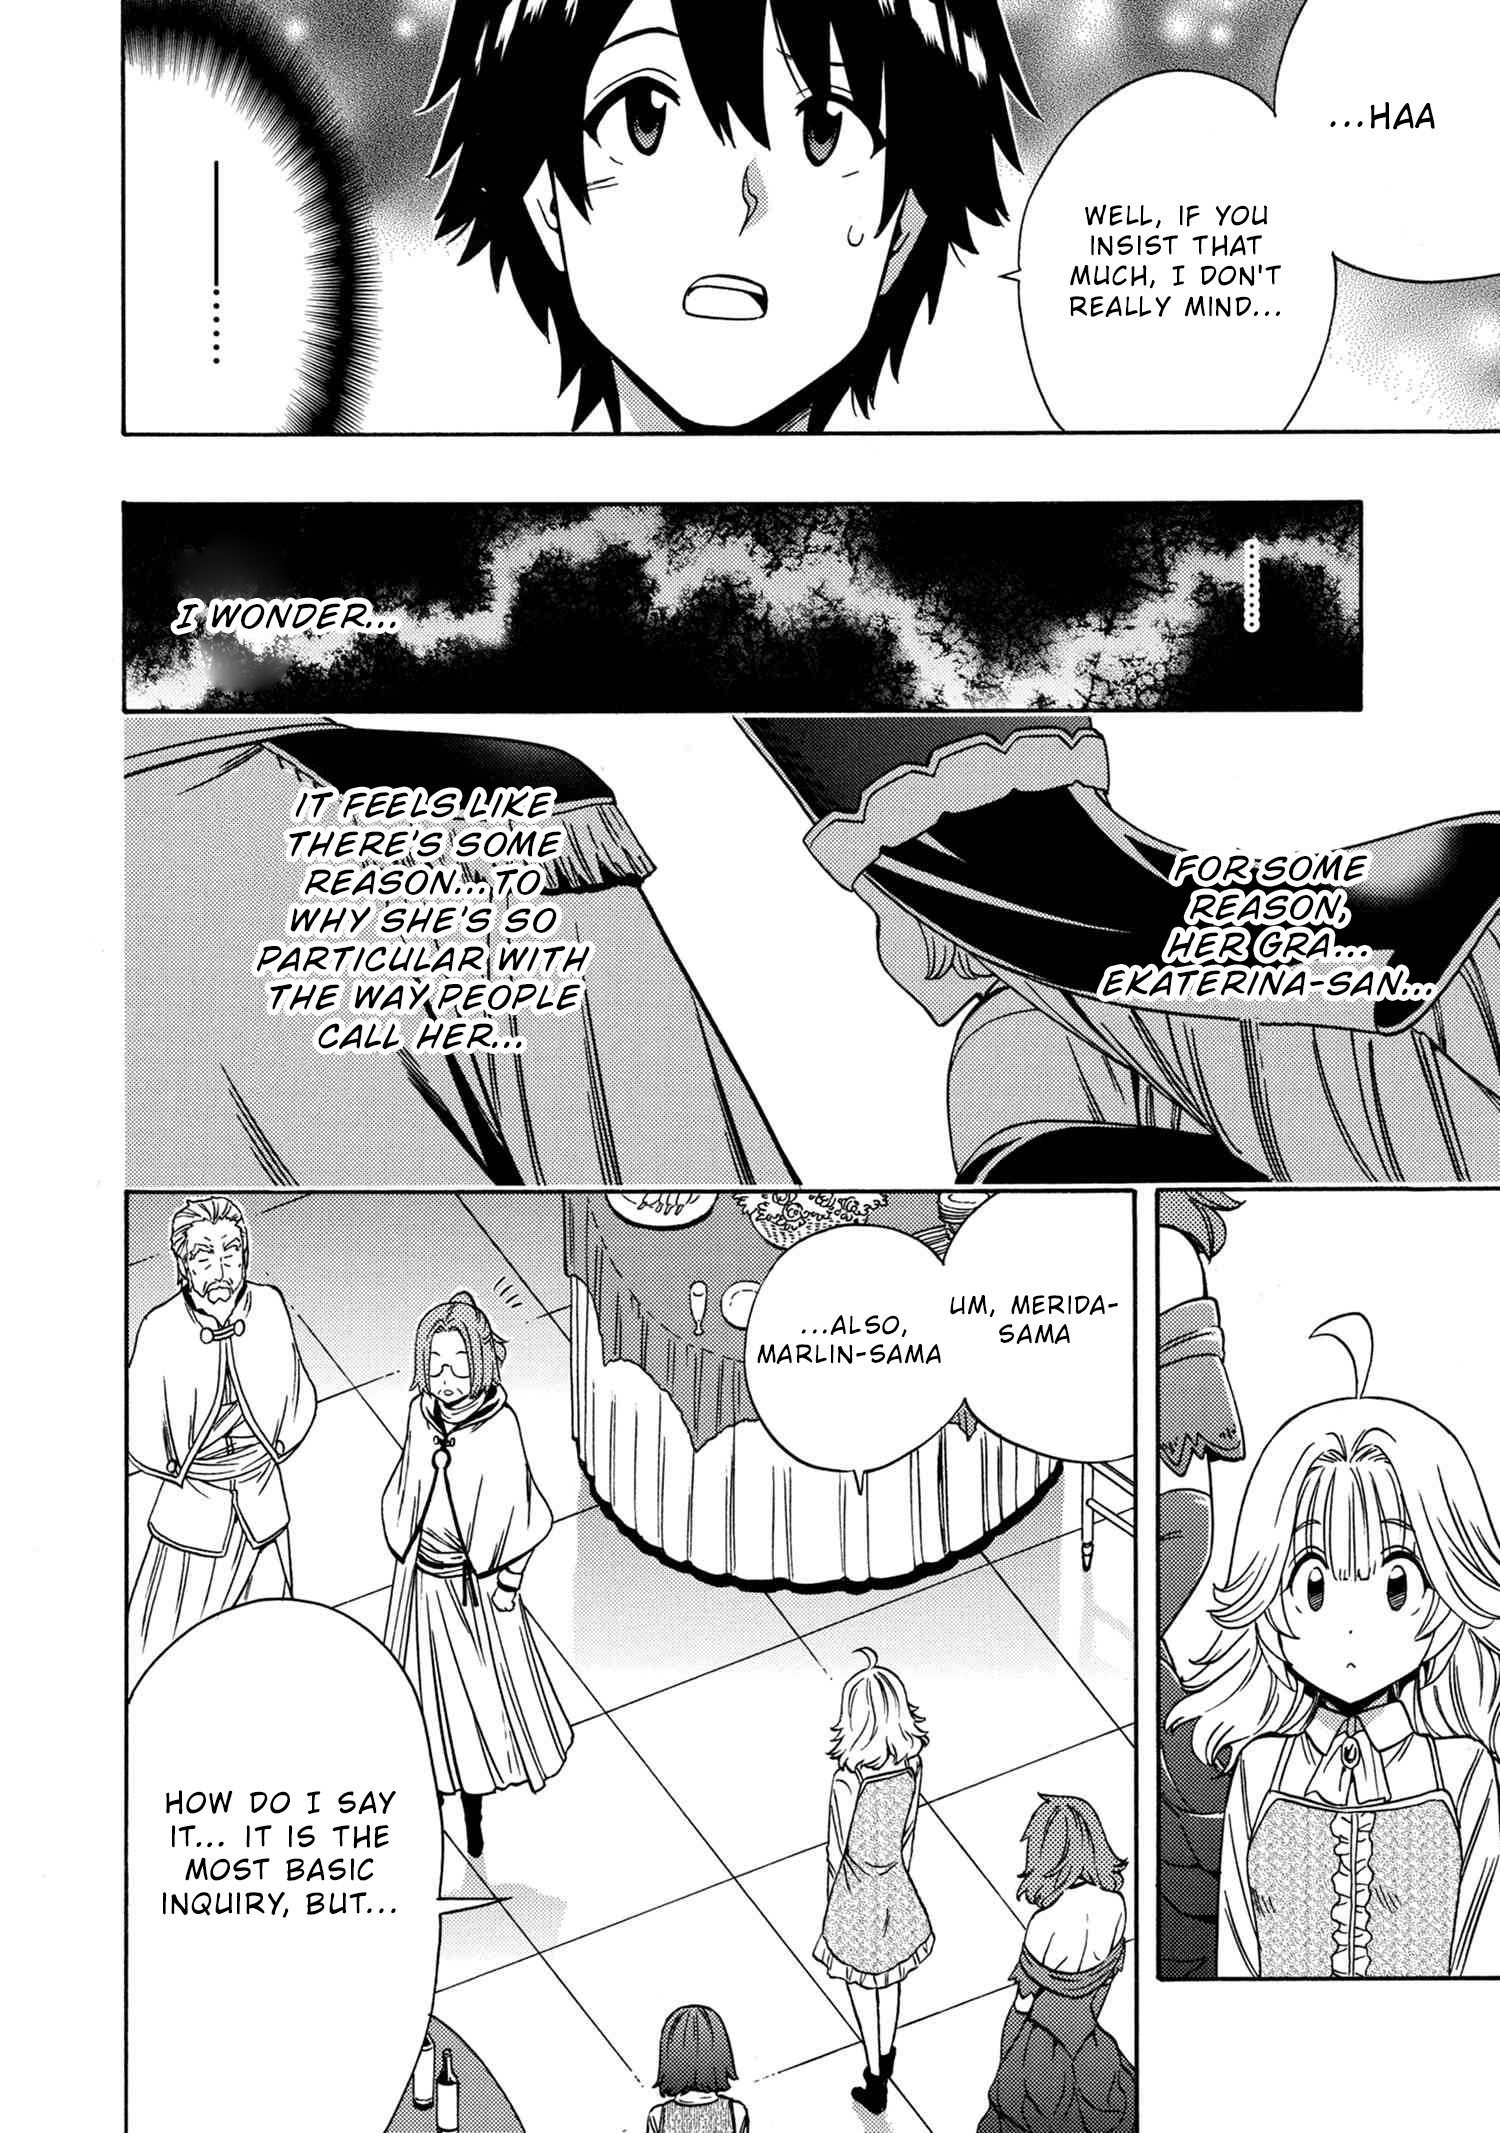 ...HAA
WELL, IF YOU
INSIST THAT
MUCH, I DON'T
REALLY MIND...
I WONDER...
FOR SOME
REASON,
HER GRA...
EKATERINA-SAN...
IT FEELS LIKE
THERE'S SOME
REASON... TO
WHY SHE'S SO
PARTICULAR WITH
THE WAY PEOPLE
CALL HER...
UM, MERIDA-
SAMA
...ALSO,
MARLIN-SAMA
HOW DO I SAY
IT... IT IS THE
MOST BASIC
INQUIRY, BUT...